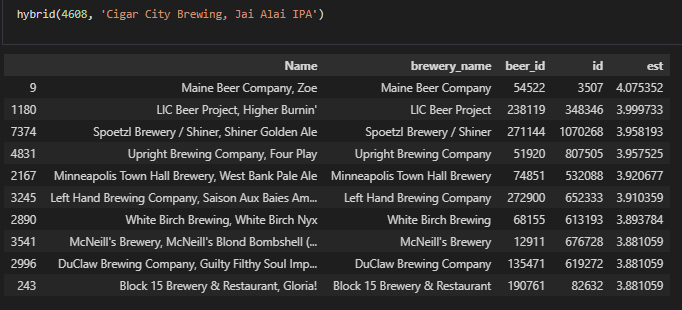 hybrid(4608, 'Cigar City Brewing, Jai Alai IPA')
Name brewery_name beer_id id est
9 Maine Beer Company, Zoe Maine Beer Company 54522 3507 4.075352
1180 LIC Beer Project, Higher Burnin' LIC Beer Project 238119 348346 3.999733
7374 Spoetzl Brewery / Shiner, Shiner Golden Ale Spoetzl Brewery / Shiner 271144 1070268 3.958193
4831 Upright Brewing Company, Four Play Upright Brewing Company 51920 807505 3.957525
2167 Minneapolis Town Hall Brewery, West Bank Pale Ale Minneapolis Town Hall Brewery 74851 532088 3.920677
3245 Left Hand Brewing Company, Saison Aux Baies Am... Left Hand Brewing Company 272900 652333 3.910359
2890 White Birch Brewing, White Birch Nyx White Birch Brewing 68155 613193 3.893784
3541 McNeill's Brewery, McNeill's Blond Bombshell (... McNeill's Brewery 12911 676728 3.881059
2996 DuClaw Brewing Company, Guilty Filthy Soul Imp... DuClaw Brewing Company 135471 619272 3.881059
243 Block 15 Brewery & Restaurant, Gloria! Block 15 Brewery & Restaurant 190761 82632 3.881059